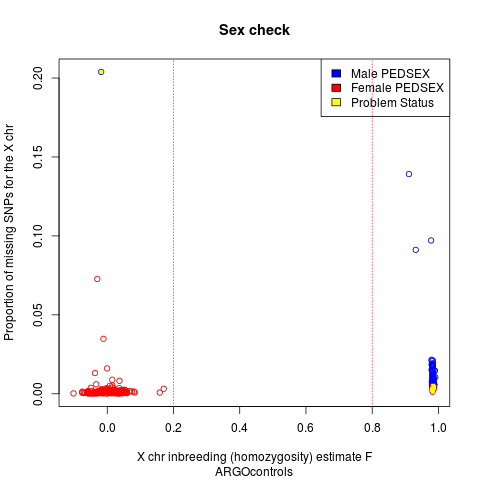 Sex check
Male PEDSEX
Female PEDSEX
Problem Status
Proportion of missing SNPs for the X chr
0.20
0.15
0.10
0.05
0.00
0.0 0.2 0.4 0.6 0.8 1.0
X chr inbreeding (homozygosity) estimate F
ARGOcontrols